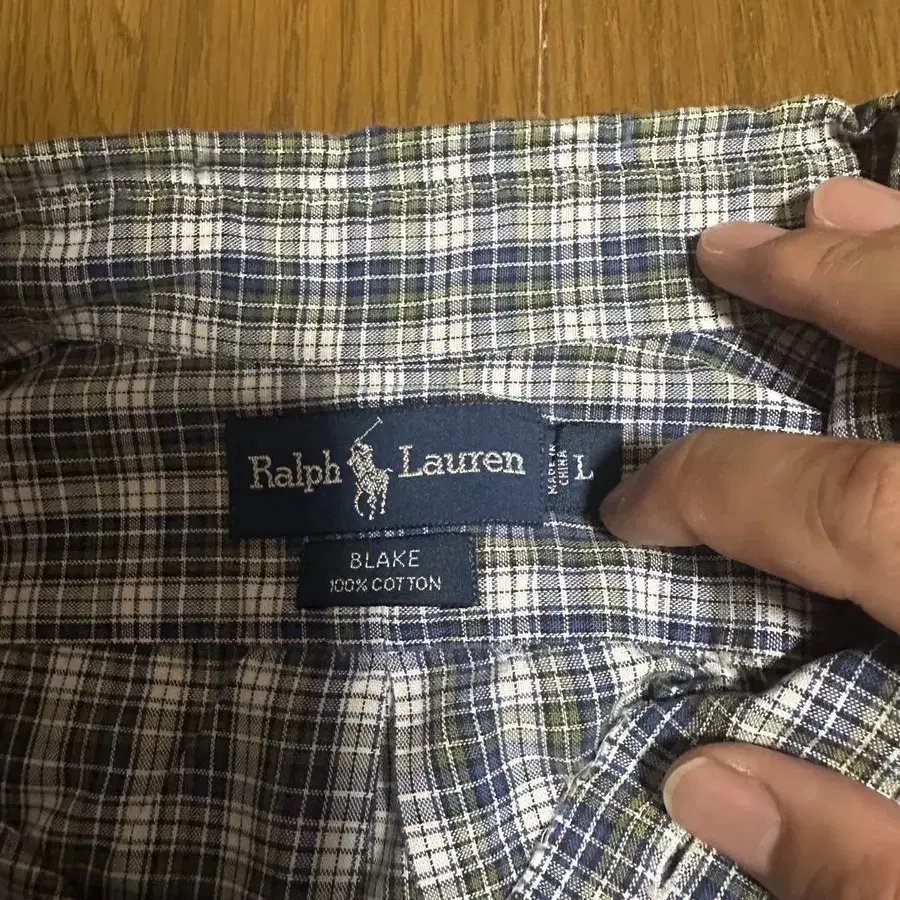 Ralph Lauren
MADE IN
CHINA
L
BLAKE
100% COTTON